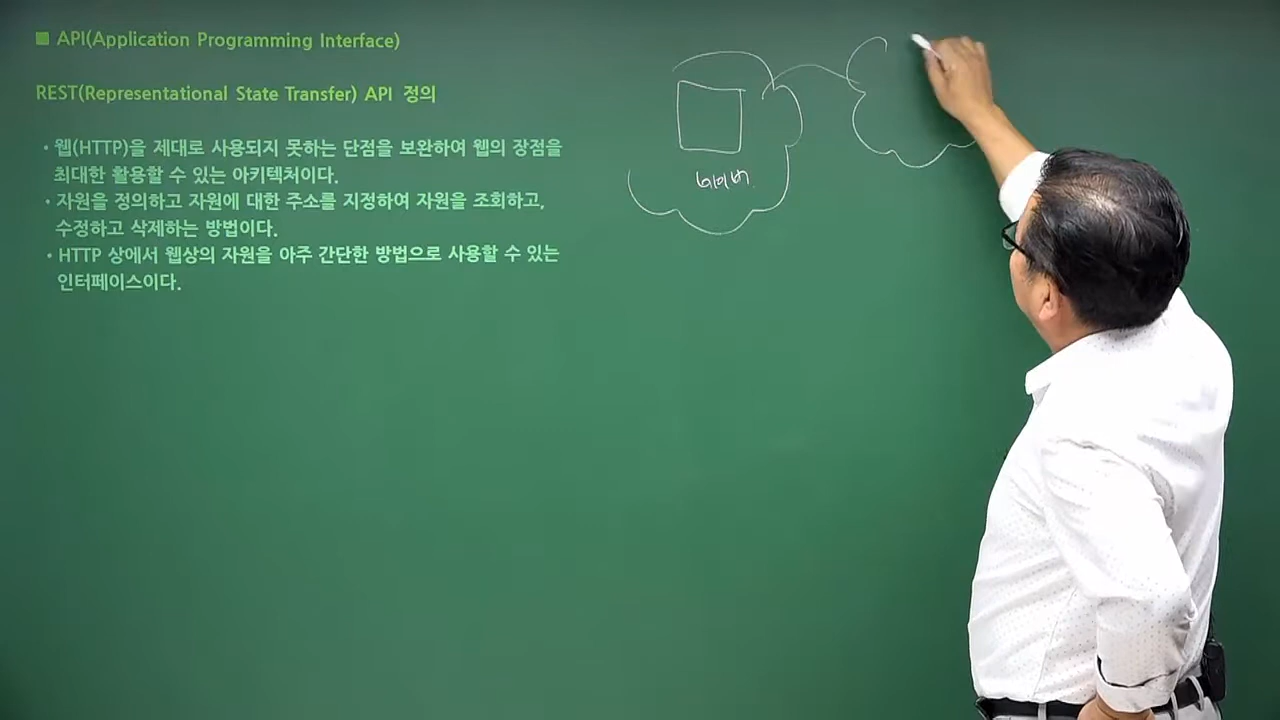 ■ API(Application Programming Interface)
REST(Representational State Transfer) API 정의
• 웹(HTTP)을 제대로 사용되지 못하는 단점을 보완하여 웹의 장점을
최대한 활용할 수 있는 아키텍처이다.
• 자원을 정의하고 자원에 대한 주소를 지정하여 자원을 조회하고,
수정하고 삭제하는 방법이다.
• HTTP 상에서 웹상의 자원을 아주 간단한 방법으로 사용할 수 있는
인터페이스이다.
네이버